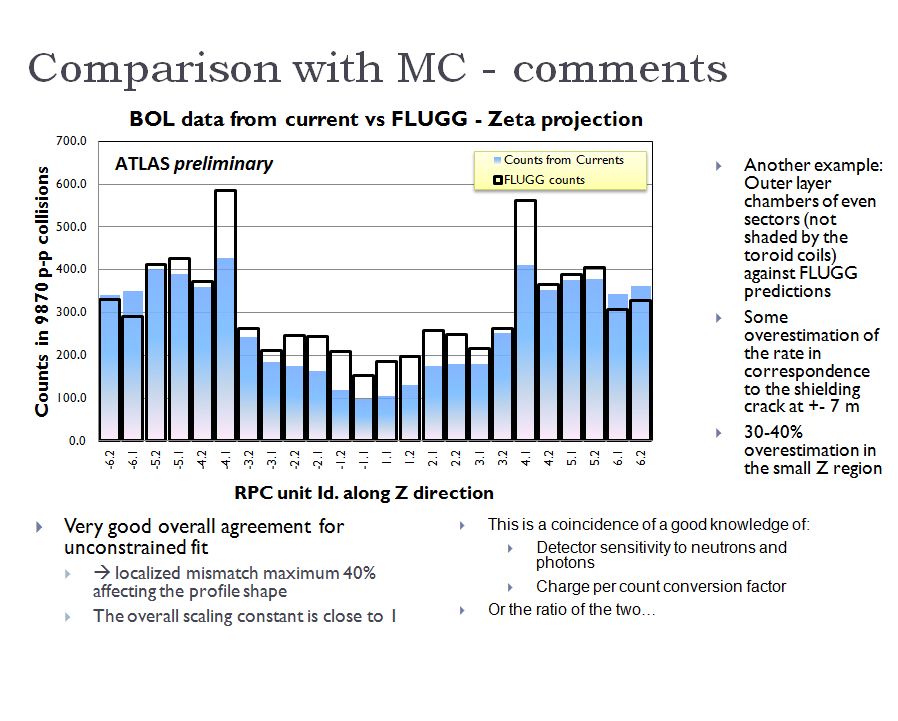 Comparison with MC - comments
BOL data from current vs FLUGG - Zeta projection
700.0
600.0
500.0
400.0
300.0
200.0
100.0
0.0
Counts in 9870 p-p collisions
ATLAS preliminary
Counts from Currents
FLUGG counts
-6.2
-6.1
-5.2
-5.1
-4.2
-4.1
-3.2
-3.1
-2.2
-2.1
-1.2
-1.1
1.1
1.2
2.1
2.2
3.1
3.2
4.1
4.2
5.1
5.2
6.1
6.2
RPC unit Id. along Z direction
Another example:
Outer layer
chambers of even
sectors (not
shaded by the
toroid coils)
against FLUGG
predictions
Some
overestimation of
the rate in
correspondence
to the shielding
crack at +- 7 m
30-40%
overestimation in
the small Z region
Very good overall agreement for
unconstrained fit
→ localized mismatch maximum 40%
affecting the profile shape
The overall scaling constant is close to 1
This is a coincidence of a good knowledge of:
Detector sensitivity to neutrons and
photons
Charge per count conversion factor
Or the ratio of the two…